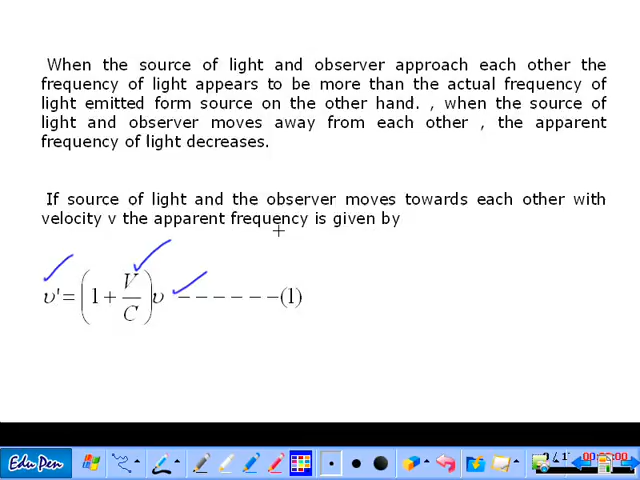 When the source of light and observer approach each other the
frequency of light appears to be more than the actual frequency of
light emitted form source on the other hand. , when the source of
light and observer moves away from each other , the apparent
frequency of light decreases.
If source of light and the observer moves towards each other with
velocity v the apparent frequency is given by
υ' = (1 + V/C) υ - - - - - - (1)
Edu Pen